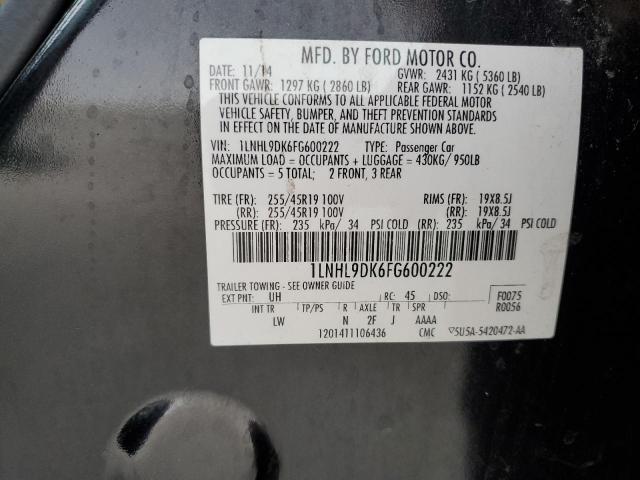 MFD. BY FORD MOTOR CO.
DATE: 11/14 GVWR: 2431 KG ( 5360 LB)
FRONT GAWR: 1297 KG ( 2860 LB) REAR GAWR: 1152 KG ( 2540 LB)
THIS VEHICLE CONFORMS TO ALL APPLICABLE FEDERAL MOTOR
VEHICLE SAFETY, BUMPER, AND THEFT PREVENTION STANDARDS
IN EFFECT ON THE DATE OF MANUFACTURE SHOWN ABOVE.
VIN: 1LNHL9DK6FG600222 TYPE: Passenger Car
MAXIMUM LOAD = OCCUPANTS + LUGGAGE = 430KG/ 950LB
OCCUPANTS = 5 TOTAL; 2 FRONT, 3 REAR
TIRE (FR): 255/45R19 100V RIMS (FR): 19X8.5J
(RR): 255/45R19 100V (RR): 19X8.5J
PRESSURE (FR): 235 kPa/ 34 PSI COLD (RR): 235 kPa/ 34 PSI COLD
1LNHL9DK6FG600222
TRAILER TOWING - SEE OWNER GUIDE
EXT PNT: UH RC: 45 DSO: F0075
INT TR TP/PS R AXLE TR SPR R0056
LW N 2F J AAAA
1201411106436 CMC 5U5A-5420472-AA